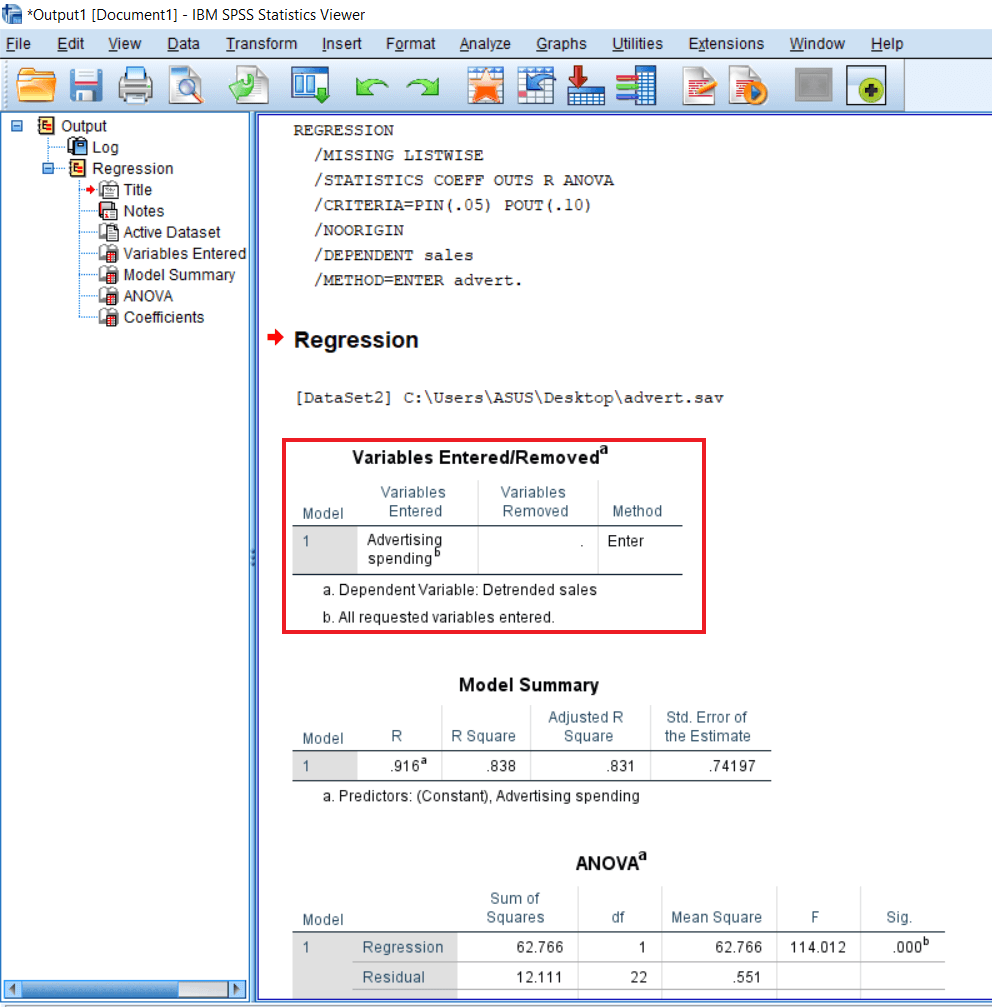 *Output1 [Document1] - IBM SPSS Statistics Viewer
File Edit View Data Transform Insert Format Analyze Graphs Utilities Extensions Window Help
Output
Log
Regression
Title
Notes
Active Dataset
Variables Entered
Model Summary
ANOVA
Coefficients
REGRESSION
/MISSING LISTWISE
/STATISTICS COEFF OUTS R ANOVA
/CRITERIA=PIN(.05) POUT(.10)
/NOORIGIN
/DEPENDENT sales
/METHOD=ENTER advert.
Regression
[DataSet2] C:\Users\ASUS\Desktop\advert.sav
Variables Entered/Removedᵃ
Model Variables Entered Variables Removed Method
1 Advertising spendingᵇ . Enter
a. Dependent Variable: Detrended sales
b. All requested variables entered.
Model Summary
Model R R Square Adjusted R Square Std. Error of the Estimate
1 .916ᵃ .838 .831 .74197
a. Predictors: (Constant), Advertising spending
ANOVAᵃ
Model Sum of Squares df Mean Square F Sig.
1 Regression 62.766 1 62.766 114.012 .000ᵇ
Residual 12.111 22 .551